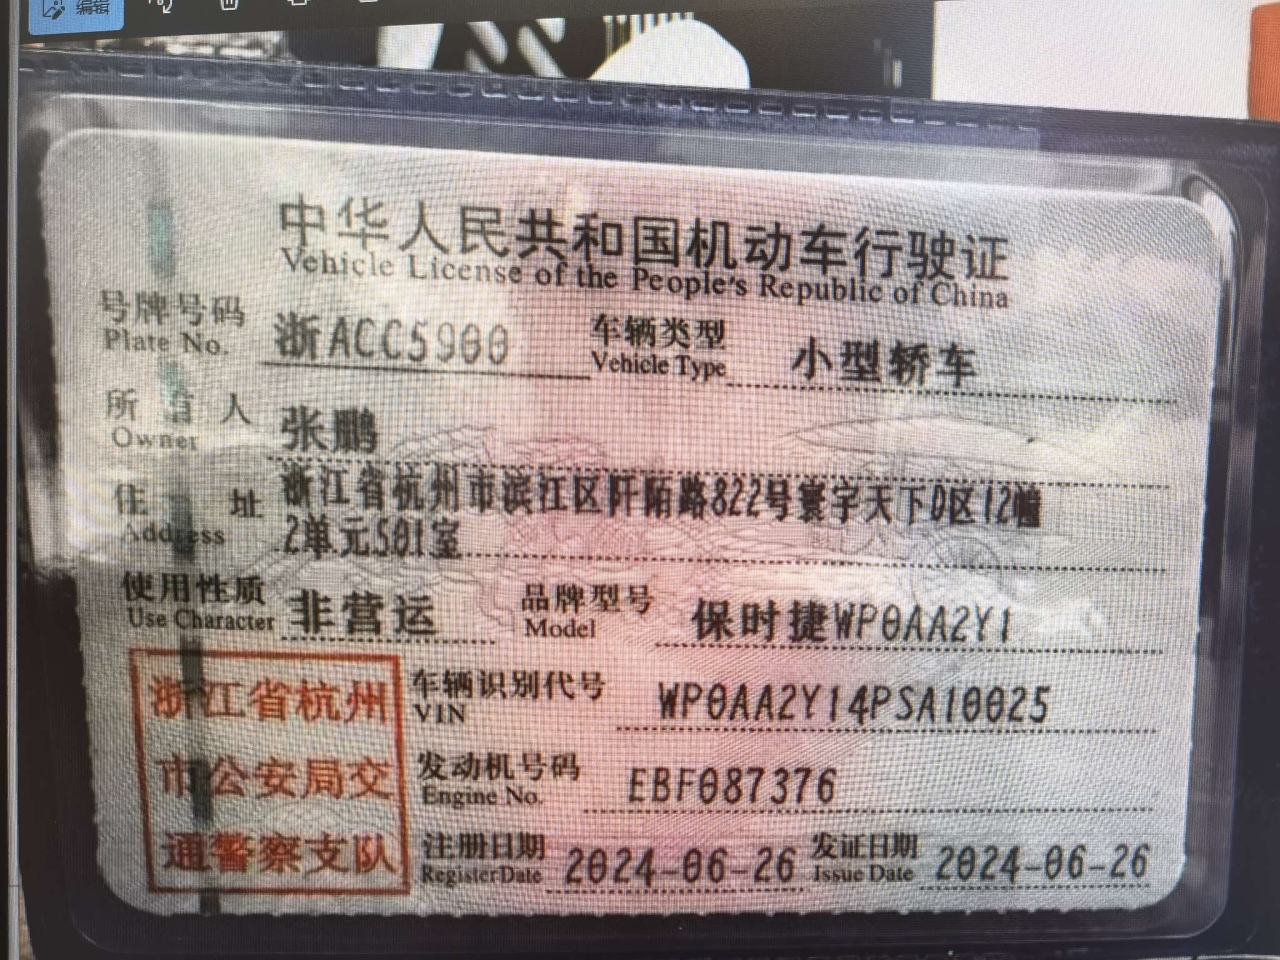 编辑
中华人民共和国机动车行驶证
Vehicle License of the People's Republic of China
号牌号码 浙ACC5900 车辆类型 小型轿车
Plate No. Vehicle Type
所有人 张鹏
Owner
住址 浙江省杭州市滨江区阡陌路822号寰宇天下D区12幢
Address 2单元501室
使用性质 非营运 品牌型号 保时捷WP0AA2Y1
Use Character Model
浙江省杭州 车辆识别代号 WP0AA2Y14PSA10025
VIN
市公安局交 发动机号码 EBF087376
Engine No.
通警察支队 注册日期 2024-06-26 发证日期 2024-06-26
Register Date Issue Date